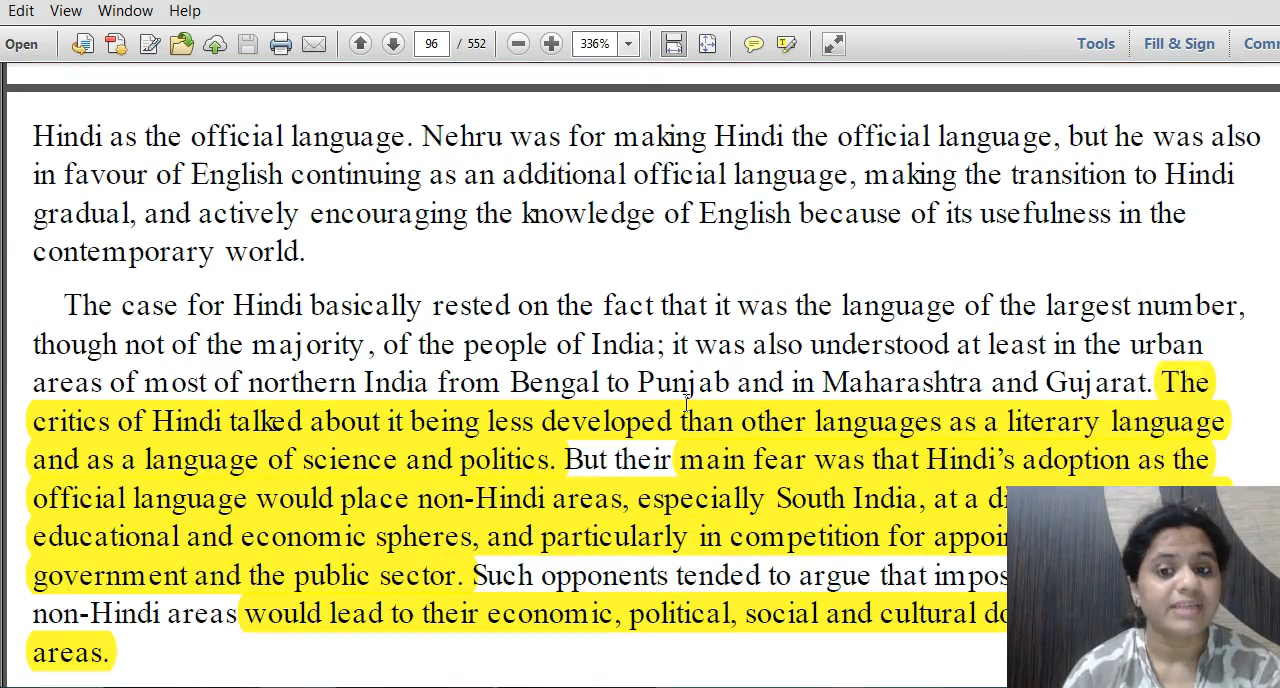 Edit View Window Help
Open 96 / 552 336% Tools Fill & Sign
Hindi as the official language. Nehru was for making Hindi the official language, but he was also
in favour of English continuing as an additional official language, making the transition to Hindi
gradual, and actively encouraging the knowledge of English because of its usefulness in the
contemporary world.
The case for Hindi basically rested on the fact that it was the language of the largest number,
though not of the majority, of the people of India; it was also understood at least in the urban
areas of most of northern India from Bengal to Punjab and in Maharashtra and Gujarat. The
critics of Hindi talked about it being less developed than other languages as a literary language
and as a language of science and politics. But their main fear was that Hindi's adoption as the
official language would place non-Hindi areas, especially South India, at a
educational and economic spheres, and particularly in competition for
government and the public sector. Such opponents tended to argue that
non-Hindi areas would lead to their economic, political, social and cultural
areas.